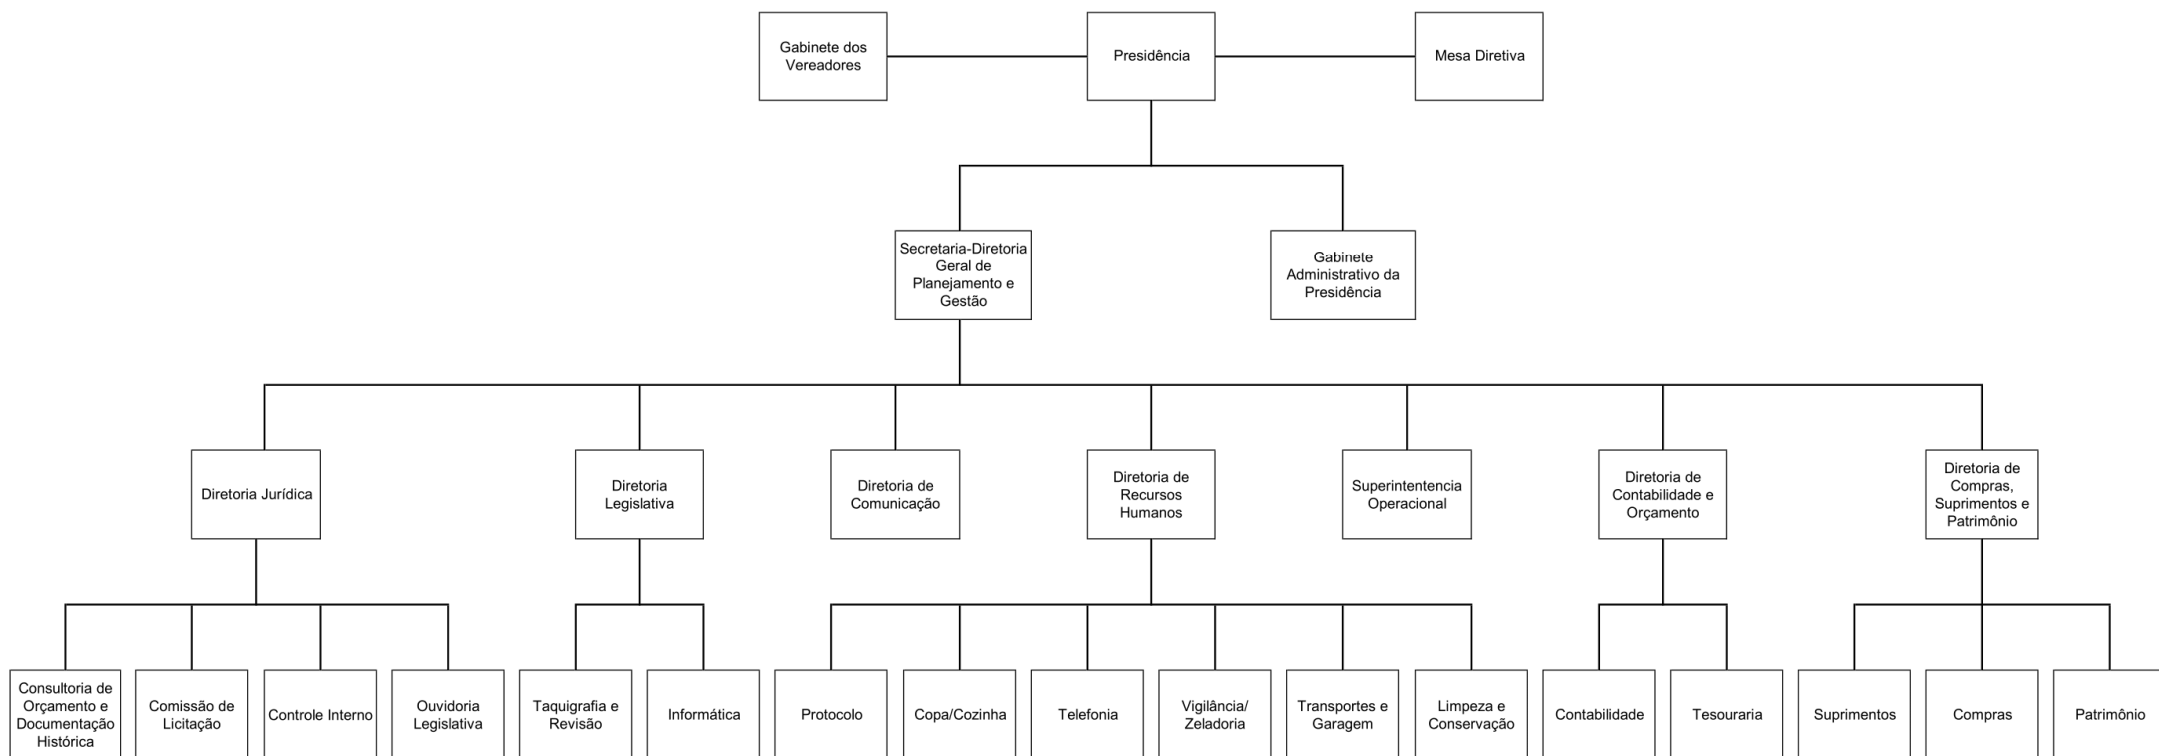 Gabinete dos
Vereadores
Presidência
Mesa Diretiva
Secretaria-Diretoria
Geral de
Planejamento e
Gestão
Gabinete
Administrativo da
Presidência
Diretoria Jurídica
Diretoria
Legislativa
Diretoria de
Comunicação
Diretoria de
Recursos
Humanos
Superintentencia
Operacional
Diretoria de
Contabilidade e
Orçamento
Diretoria de
Compras,
Suprimentos e
Patrimônio
Consultoria de
Orçamento e
Documentação
Histórica
Comissão de
Licitação
Controle Interno
Ouvidoria
Legislativa
Taquigrafia e
Revisão
Informática
Protocolo
Copa/Cozinha
Telefonia
Vigilância/
Zeladoria
Transportes e
Garagem
Limpeza e
Conservação
Contabilidade
Tesouraria
Suprimentos
Compras
Patrimônio